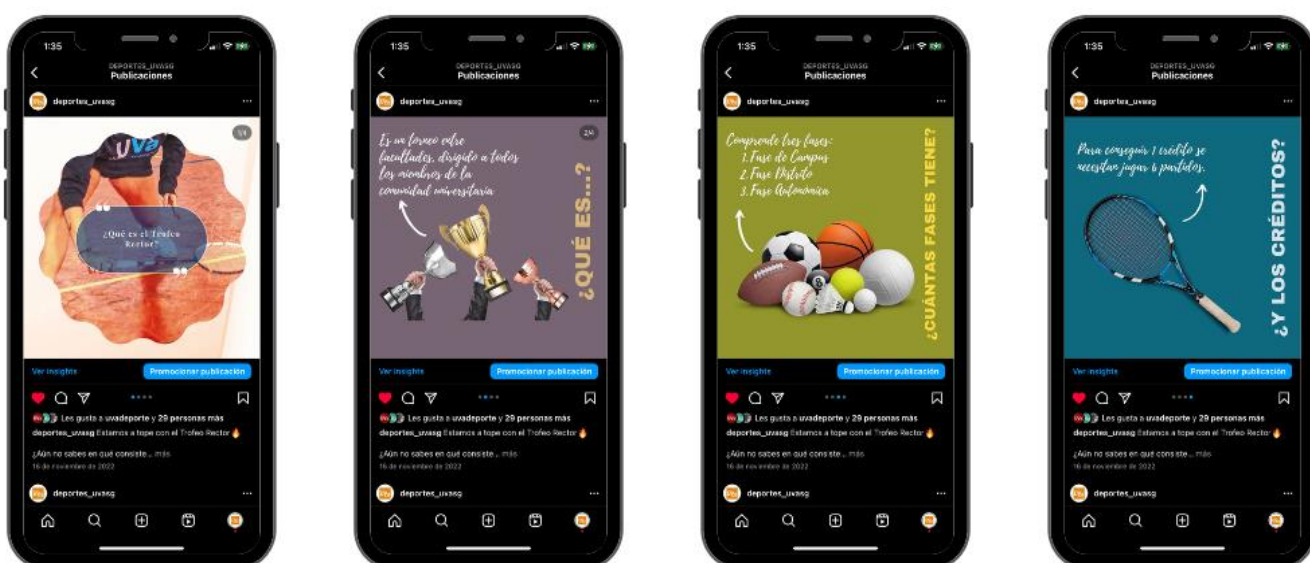 1:35
DEPORTES_UVASG
Publicaciones
deportes_uvasg
1/4
UVa
¿Qué es el Trofeo
Rector?
Ver insights
Promocionar publicación
Les gusta a uvadeporte y 29 personas más
deportes_uvasg Estamos a tope con el Trofeo Rector🔥
¿Aún no sabes en qué consiste... más
16 de noviembre de 2022
deportes_uvasg
1:35
DEPORTES_UVASG
Publicaciones
deportes_uvasg
2/4
Es un torneo entre
facultades, dirigido a todos
los miembros de la
comunidad universitaria
¿QUÉ ES...?
Ver insights
Promocionar publicación
Les gusta a uvadeporte y 29 personas más
deportes_uvasg Estamos a tope con el Trofeo Rector🔥
¿Aún no sabes en qué consiste... más
16 de noviembre de 2022
deportes_uvasg
1:35
DEPORTES_UVASG
Publicaciones
deportes_uvasg
Comprende tres fases:
1. Fase de Campus
2. Fase Distrito
3. Fase Autonomica
¿CUÁNTAS FASES TIENE?
Ver insights
Promocionar publicación
Les gusta a uvadeporte y 29 personas más
deportes_uvasg Estamos a tope con el Trofeo Rector🔥
¿Aún no sabes en qué consiste... más
16 de noviembre de 2022
deportes_uvasg
1:35
DEPORTES_UVASG
Publicaciones
deportes_uvasg
Para conseguir 1 crédito se
necesitan jugar 6 partidos.
¿Y LOS CRÉDITOS?
Ver insights
Promocionar publicación
Les gusta a uvadeporte y 29 personas más
deportes_uvasg Estamos a tope con el Trofeo Rector🔥
¿Aún no sabes en qué consiste... más
16 de noviembre de 2022
deportes_uvasg